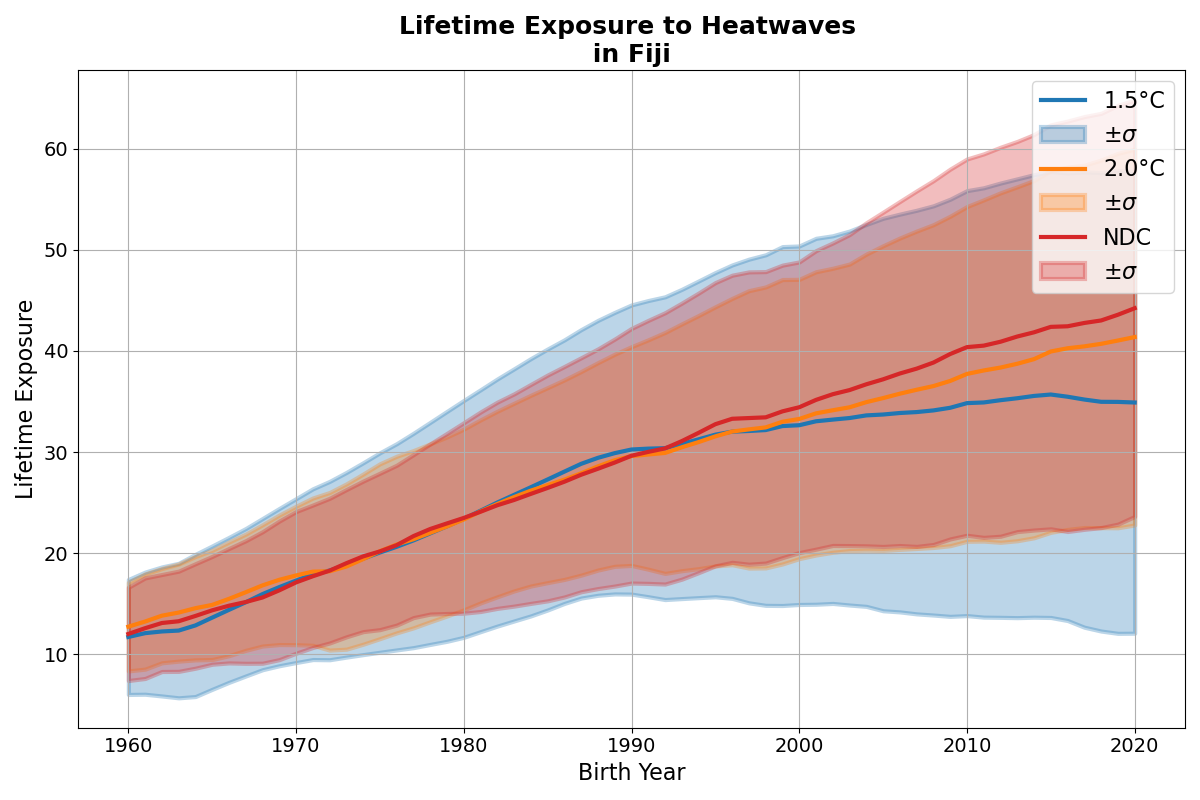 Lifetime Exposure to Heatwaves
in Fiji
1.5°C
±σ
2.0°C
±σ
NDC
±σ
Lifetime Exposure
60
50
40
30
20
10
1960
1970
1980
1990
2000
2010
2020
Birth Year